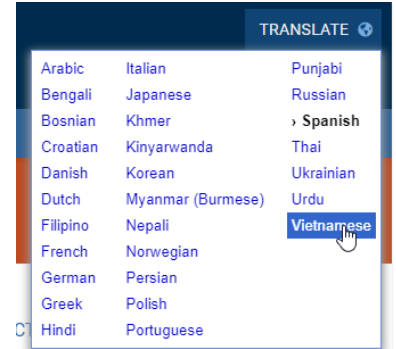 TRANSLATE
Arabic Italian Punjabi
Bengali Japanese Russian
Bosnian Khmer › Spanish
Croatian Kinyarwanda Thai
Danish Korean Ukrainian
Dutch Myanmar (Burmese) Urdu
Filipino Nepali Vietnamese
French Norwegian
German Persian
Greek Polish
Hindi Portuguese